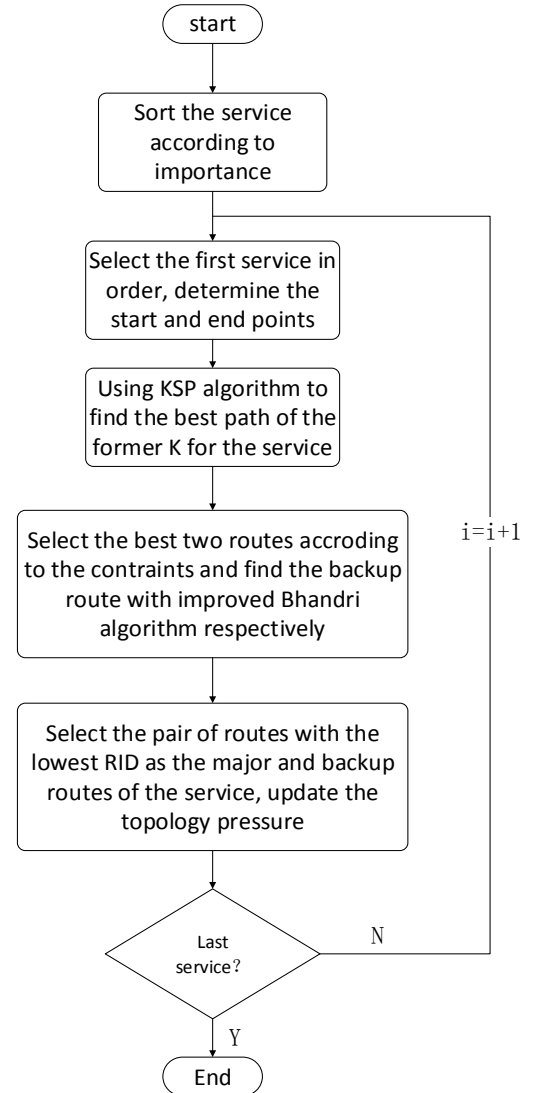 start
Sort the service
according to
importance
Select the first service in
order, determine the
start and end points
Using KSP algorithm to
find the best path of the
former K for the service
i=i+1
Select the best two routes accroding
to the contraints and find the backup
route with improved Bhandri
algorithm respectively
Select the pair of routes with the
lowest RID as the major and backup
routes of the service, update the
topology pressure
Last
service？
N
Y
End